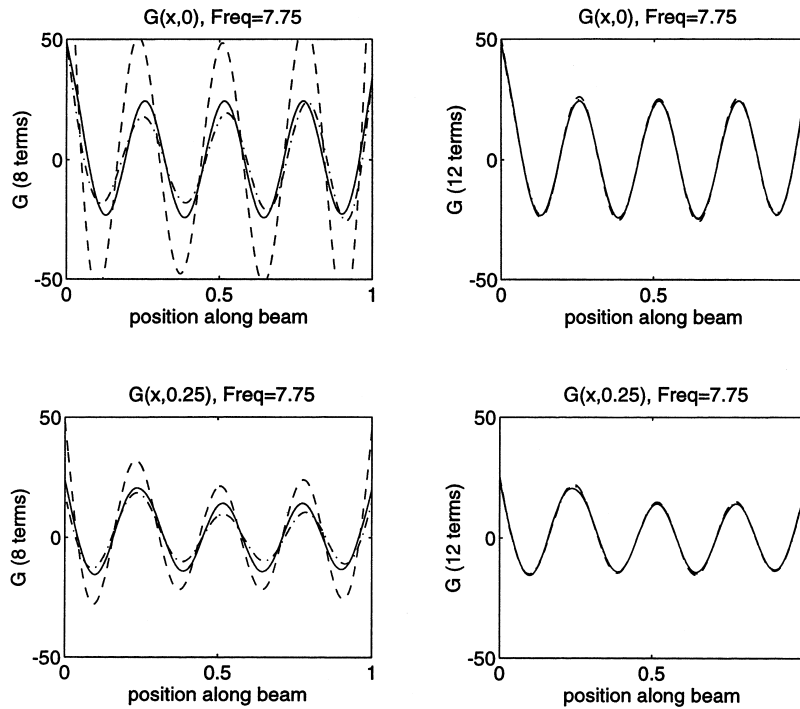 G(x,0), Freq=7.75
50
0
-50
G (8 terms)
0
0.5
1
position along beam
G(x,0), Freq=7.75
50
0
-50
G (12 terms)
0
0.5
position along beam
G(x,0.25), Freq=7.75
50
0
-50
G (8 terms)
0
0.5
1
position along beam
G(x,0.25), Freq=7.75
50
0
-50
G (12 terms)
0
0.5
position along beam